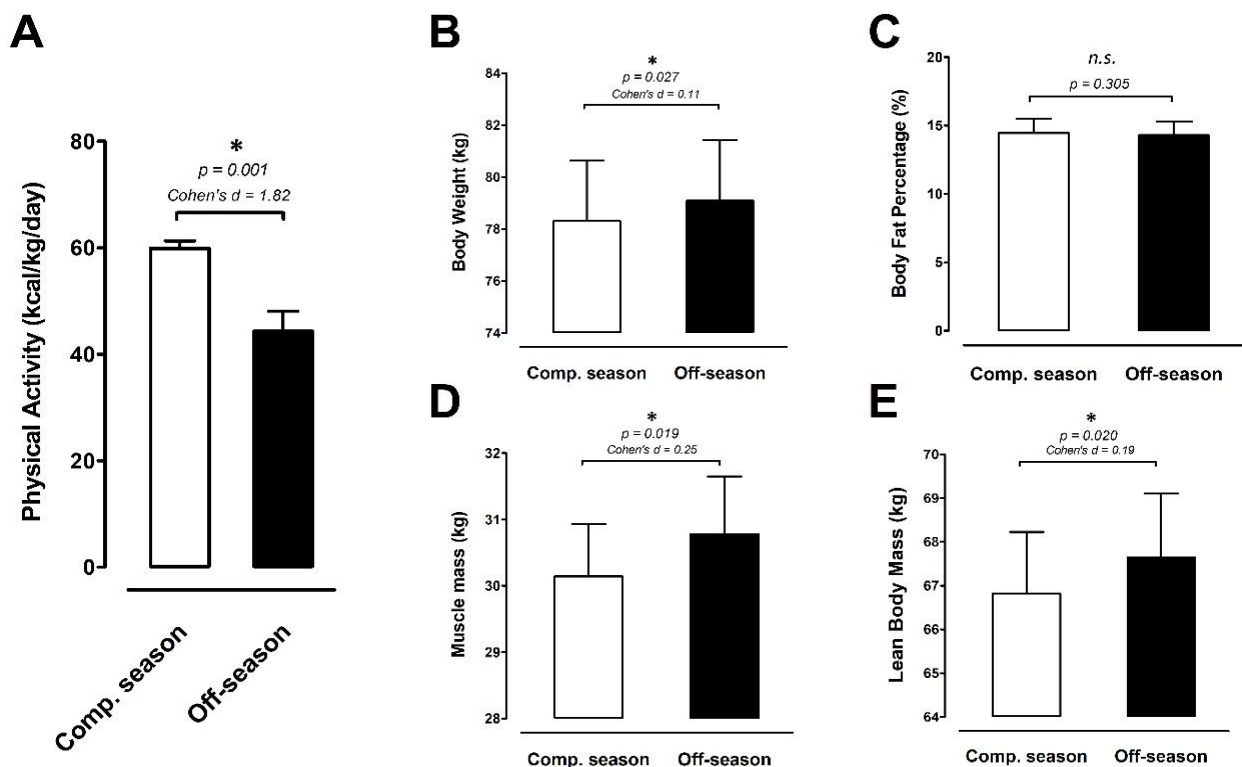 A
Physical Activity (kcal/kg/day)
80
60
40
20
0
*
p = 0.001
Cohen's d = 1.82
Comp. season
Off-season
B
Body Weight (kg)
84
82
80
78
76
74
*
p = 0.027
Cohen's d = 0.11
Comp. season
Off-season
C
Body Fat Percentage (%)
20
15
10
5
0
n.s.
p = 0.305
Comp. season
Off-season
D
Muscle mass (kg)
32
31
30
29
28
*
p = 0.019
Cohen's d = 0.25
Comp. season
Off-season
E
Lean Body Mass (kg)
70
69
68
67
66
65
64
*
p = 0.020
Cohen's d = 0.19
Comp. season
Off-season